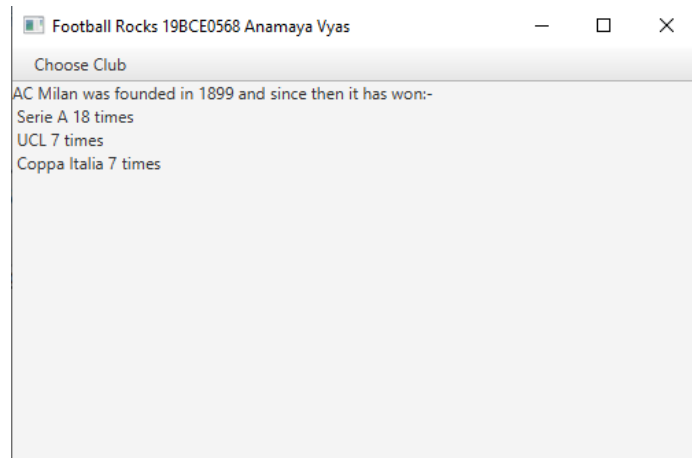 Football Rocks 19BCE0568 Anamaya Vyas
Choose Club
AC Milan was founded in 1899 and since then it has won:-
Serie A 18 times
UCL 7 times
Coppa Italia 7 times